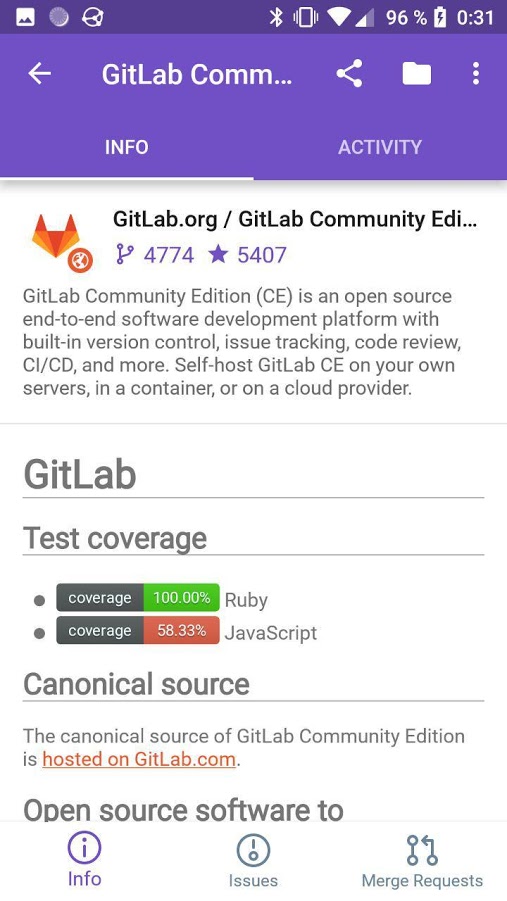 96 % 0:31
GitLab Comm...
INFO ACTIVITY
GitLab.org / GitLab Community Edi...
4774 5407
GitLab Community Edition (CE) is an open source
end-to-end software development platform with
built-in version control, issue tracking, code review,
CI/CD, and more. Self-host GitLab CE on your own
servers, in a container, or on a cloud provider.
GitLab
Test coverage
coverage 100.00% Ruby
coverage 58.33% JavaScript
Canonical source
The canonical source of GitLab Community Edition
is hosted on GitLab.com.
Open source software to
Info Issues Merge Requests